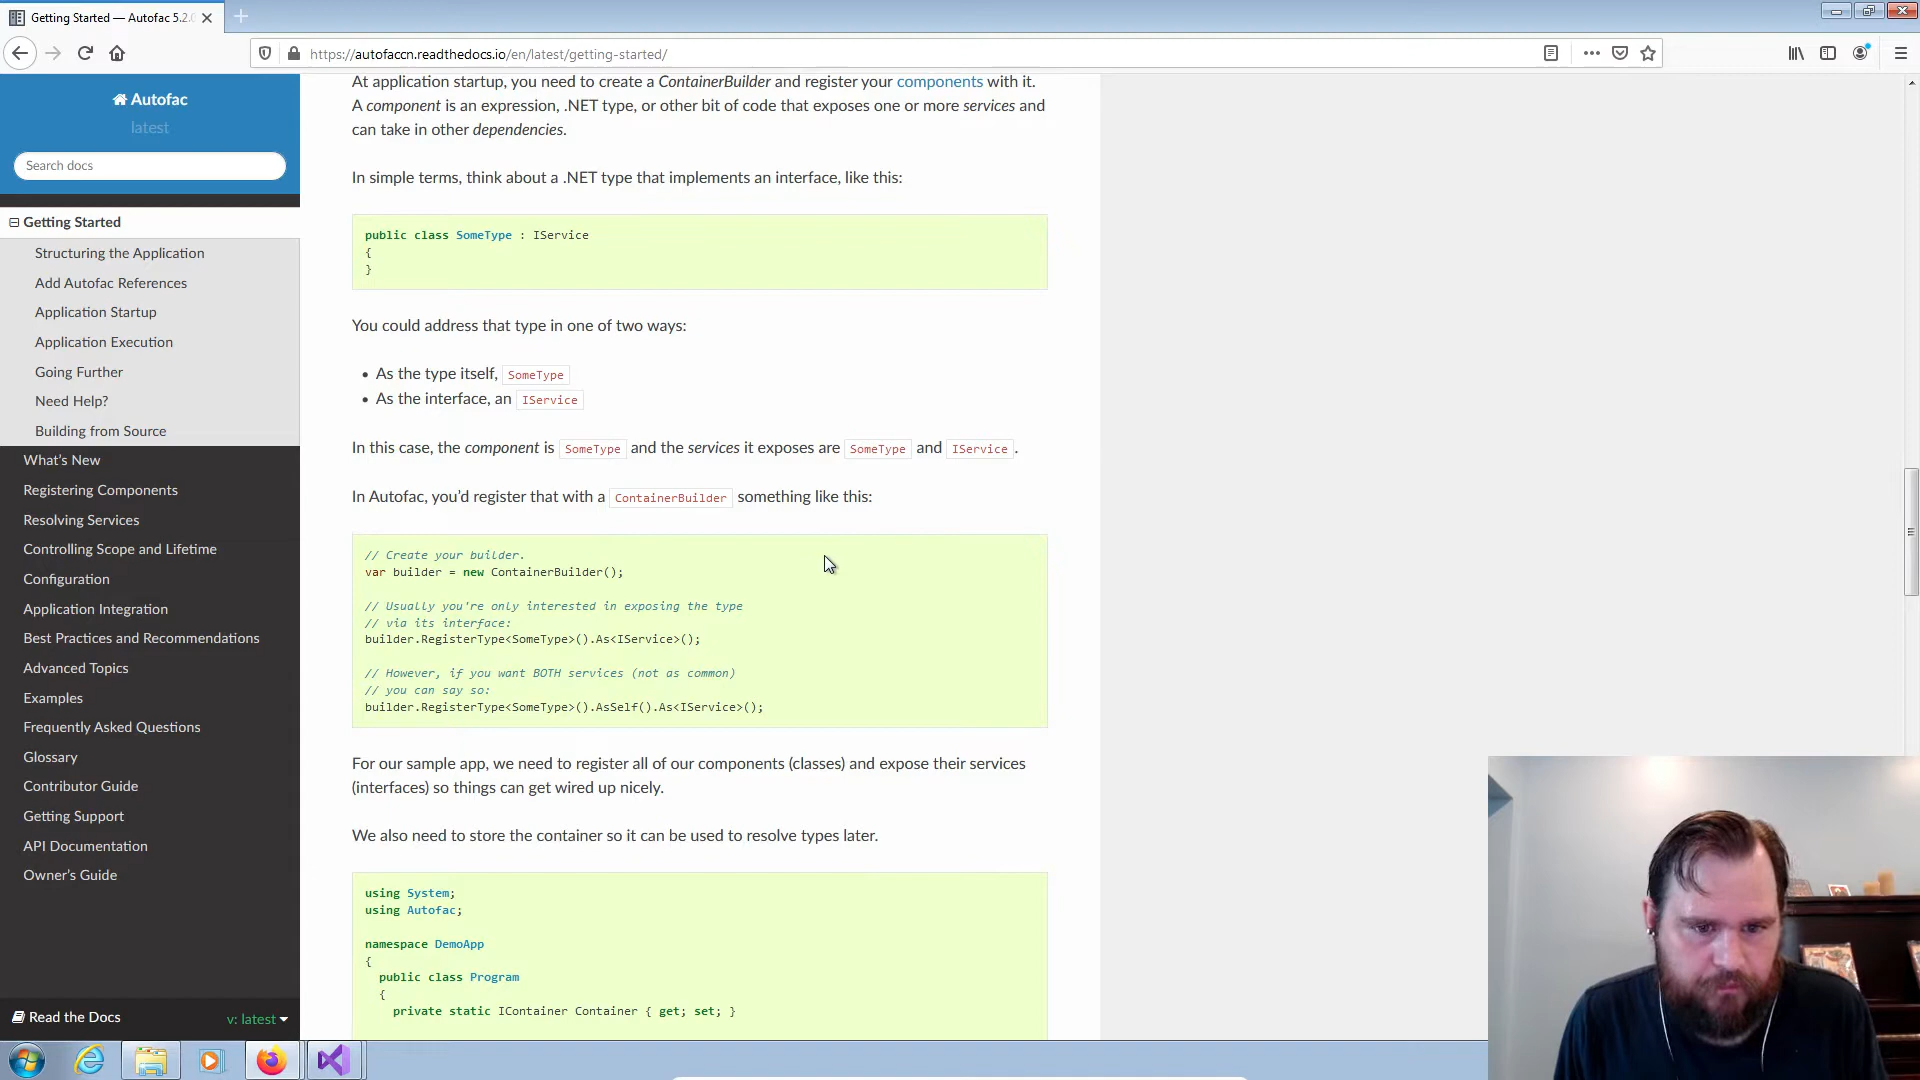 Getting Started — Autofac 5.2.0
https://autofaccn.readthedocs.io/en/latest/getting-started/
Autofac
latest
Search docs
Getting Started
Structuring the Application
Add Autofac References
Application Startup
Application Execution
Going Further
Need Help?
Building from Source
What's New
Registering Components
Resolving Services
Controlling Scope and Lifetime
Configuration
Application Integration
Best Practices and Recommendations
Advanced Topics
Examples
Frequently Asked Questions
Glossary
Contributor Guide
Getting Support
API Documentation
Owner's Guide
Read the Docs
v: latest
At application startup, you need to create a ContainerBuilder and register your components with it.
A component is an expression, .NET type, or other bit of code that exposes one or more services and
can take in other dependencies.
In simple terms, think about a .NET type that implements an interface, like this:
public class SomeType : IService
{
}
You could address that type in one of two ways:
• As the type itself, SomeType
• As the interface, an IService
In this case, the component is SomeType and the services it exposes are SomeType and IService.
In Autofac, you'd register that with a ContainerBuilder something like this:
// Create your builder.
var builder = new ContainerBuilder();
// Usually you're only interested in exposing the type
// via its interface:
builder.RegisterType<SomeType>().As<IService>();
// However, if you want BOTH services (not as common)
// you can say so:
builder.RegisterType<SomeType>().AsSelf().As<IService>();
For our sample app, we need to register all of our components (classes) and expose their services
(interfaces) so things can get wired up nicely.
We also need to store the container so it can be used to resolve types later.
using System;
using Autofac;
namespace DemoApp
{
public class Program
{
private static IContainer Container { get; set; }